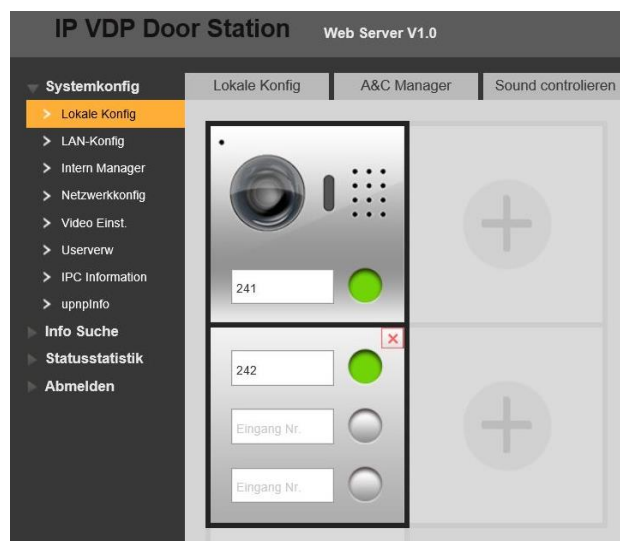 IP VDP Door Station Web Server V1.0
Systemkonfig
Lokale Konfig
LAN-Konfig
Intern Manager
Netzwerkkonfig
Video Einst.
Userverw
IPC Information
upnpInfo
Info Suche
Statusstatistik
Abmelden
Lokale Konfig A&C Manager Sound controlieren
241
242
Eingang Nr.
Eingang Nr.